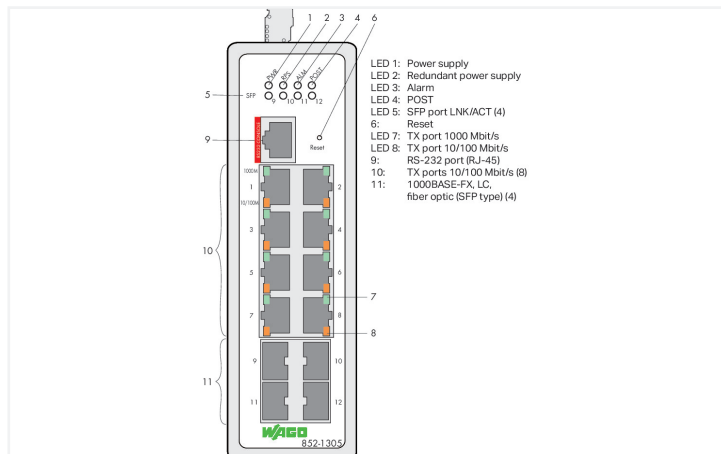 1 2 3 4 6
PWR RPS ALM POST
5 SFP 9 10 11 12
Reset
9
1000M
10/100M
1 2
3 4
5 6
7 8
10
7
8
9 10
11 12
11
WAGO
852-1305
LED 1: Power supply
LED 2: Redundant power supply
LED 3: Alarm
LED 4: POST
LED 5: SFP port LNK/ACT (4)
6: Reset
LED 7: TX port 1000 Mbit/s
LED 8: TX port 10/100 Mbit/s
9: RS-232 port (RJ-45)
10: TX ports 10/100 Mbit/s (8)
11: 1000BASE-FX, LC,
fiber optic (SFP type) (4)